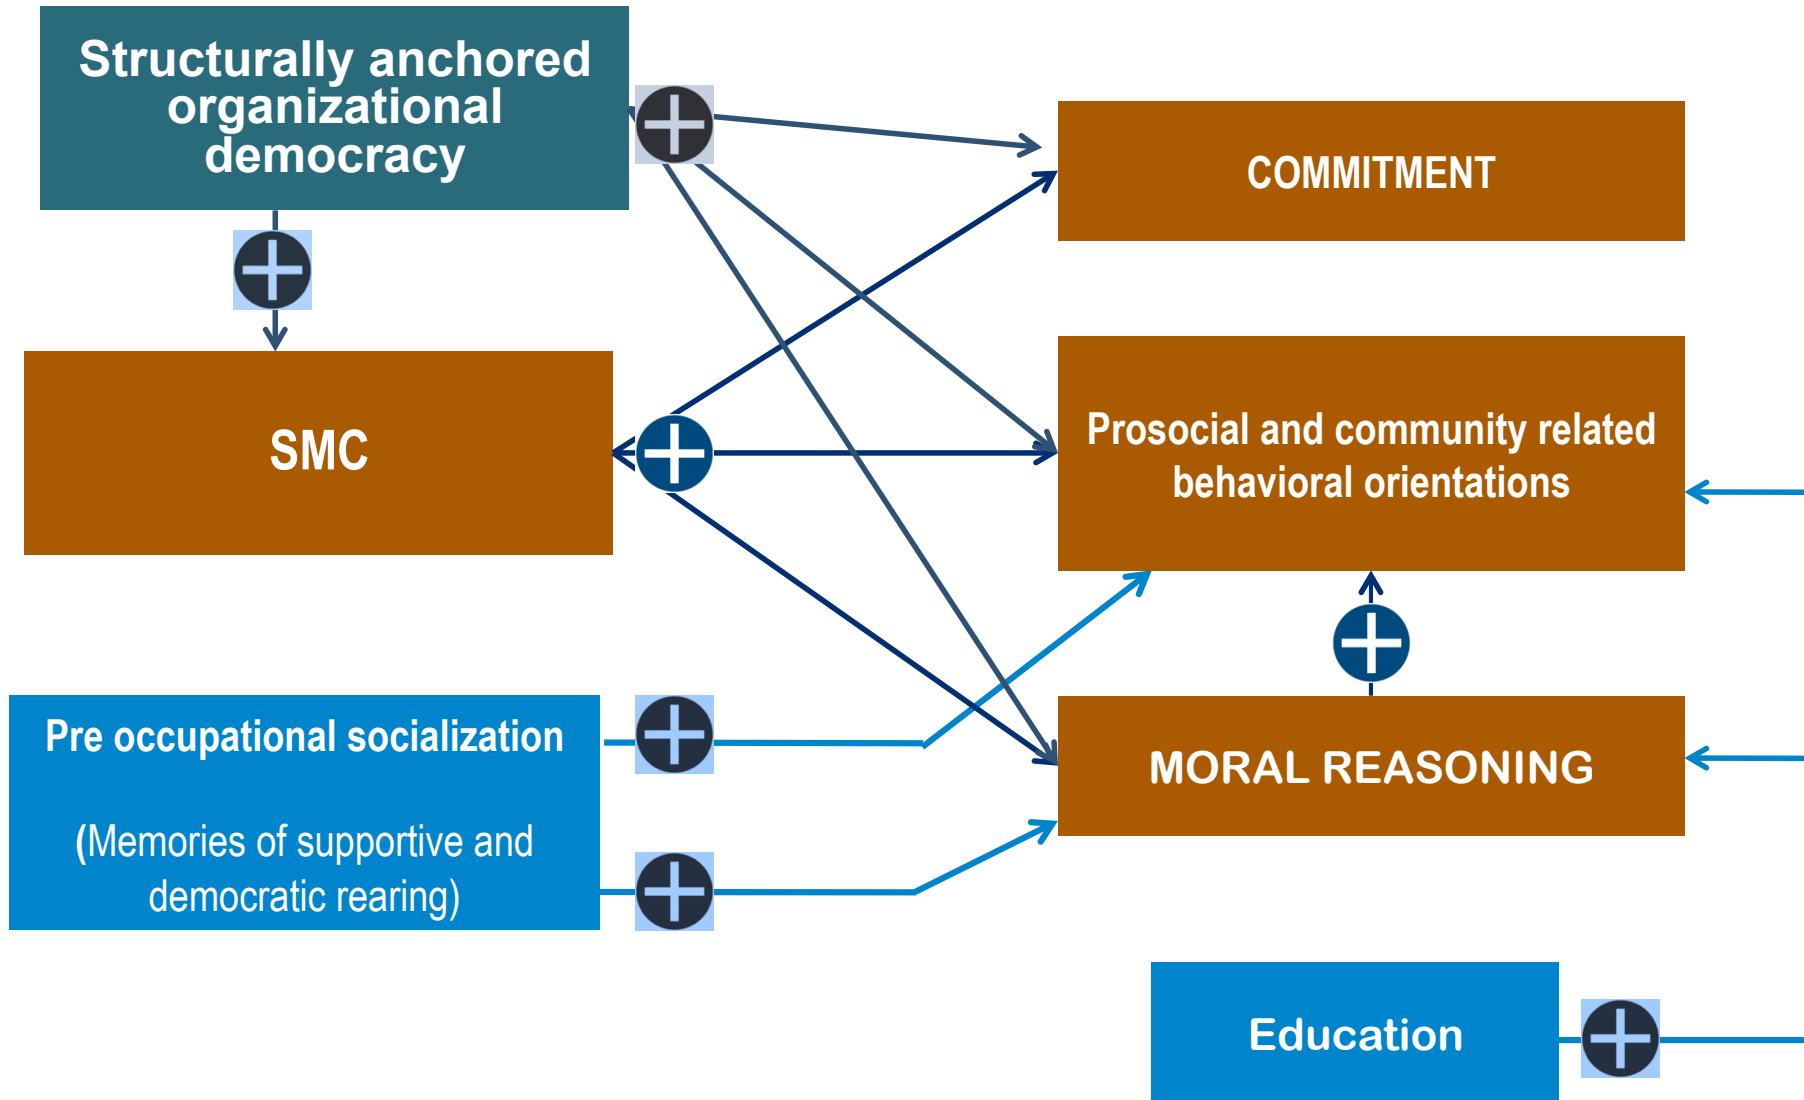 Structurally anchored
organizational
democracy
COMMITMENT
SMC
Prosocial and community related
behavioral orientations
Pre occupational socialization
(Memories of supportive and
democratic rearing)
MORAL REASONING
Education